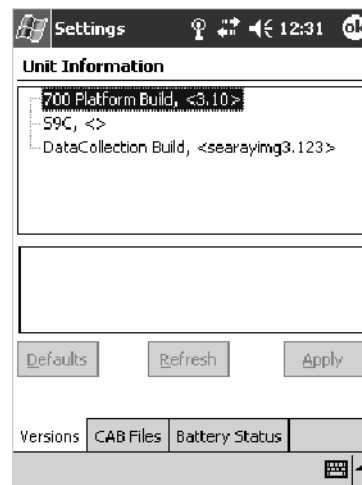 Settings 12:31 ok
Unit Information
700 Platform Build, <3.10>
S9C, <>
DataCollection Build, <searayimg3.123>
Defaults Refresh Apply
Versions CAB Files Battery Status